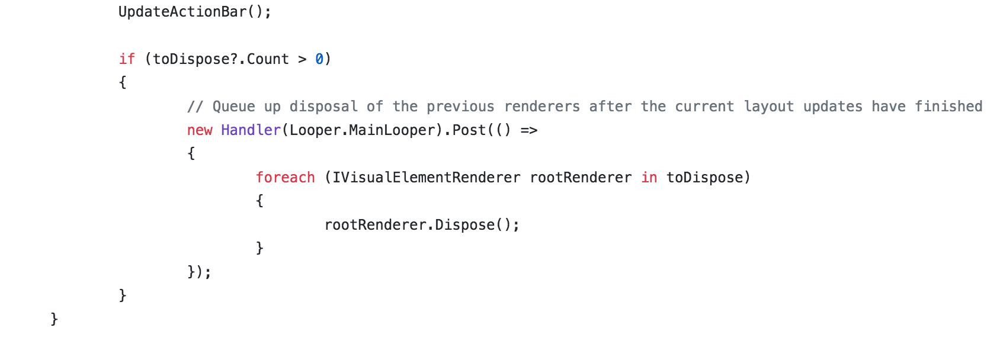 UpdateActionBar();
if (toDispose?.Count > 0)
{
// Queue up disposal of the previous renderers after the current layout updates have finished
new Handler(Looper.MainLooper).Post(() =>
{
foreach (IVisualElementRenderer rootRenderer in toDispose)
{
rootRenderer.Dispose();
}
});
}
}